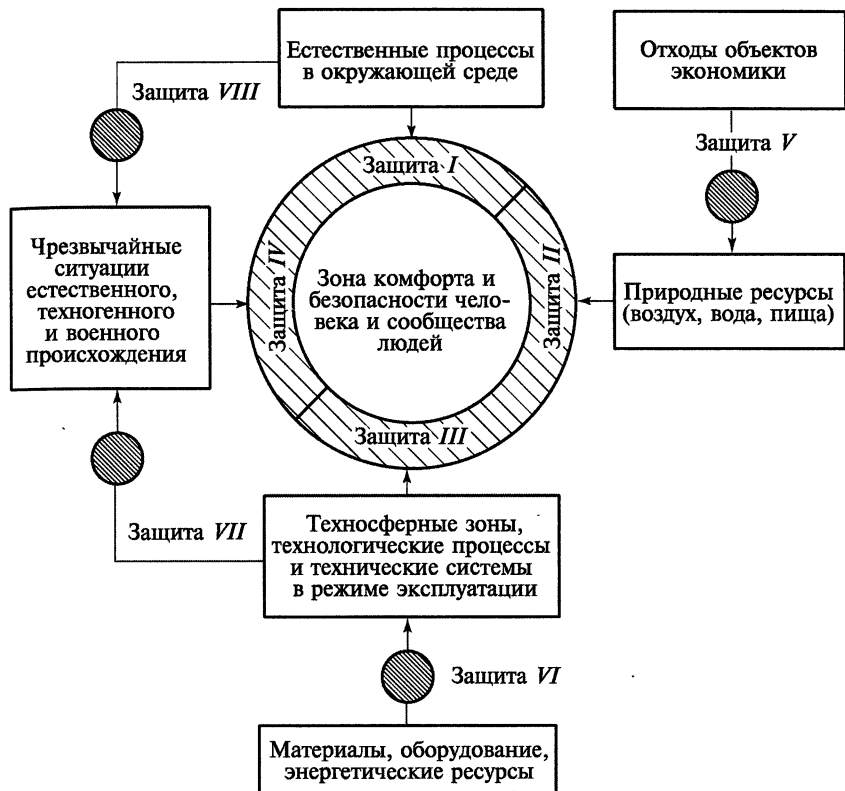 Естественные процессы
в окружающей среде
Отходы объектов
экономики
Защита VIII
Защита V
Защита I
Чрезвычайные
ситуации
естественного,
техногенного
и военного
происхождения
Защита IV
Зона комфорта и
безопасности чело-
века и сообщества
людей
Защита II
Природные ресурсы
(воздух, вода, пища)
Защита III
Защита VII
Техносферные зоны,
технологические процессы
и технические системы
в режиме эксплуатации
Защита VI
Материалы, оборудование,
энергетические ресурсы